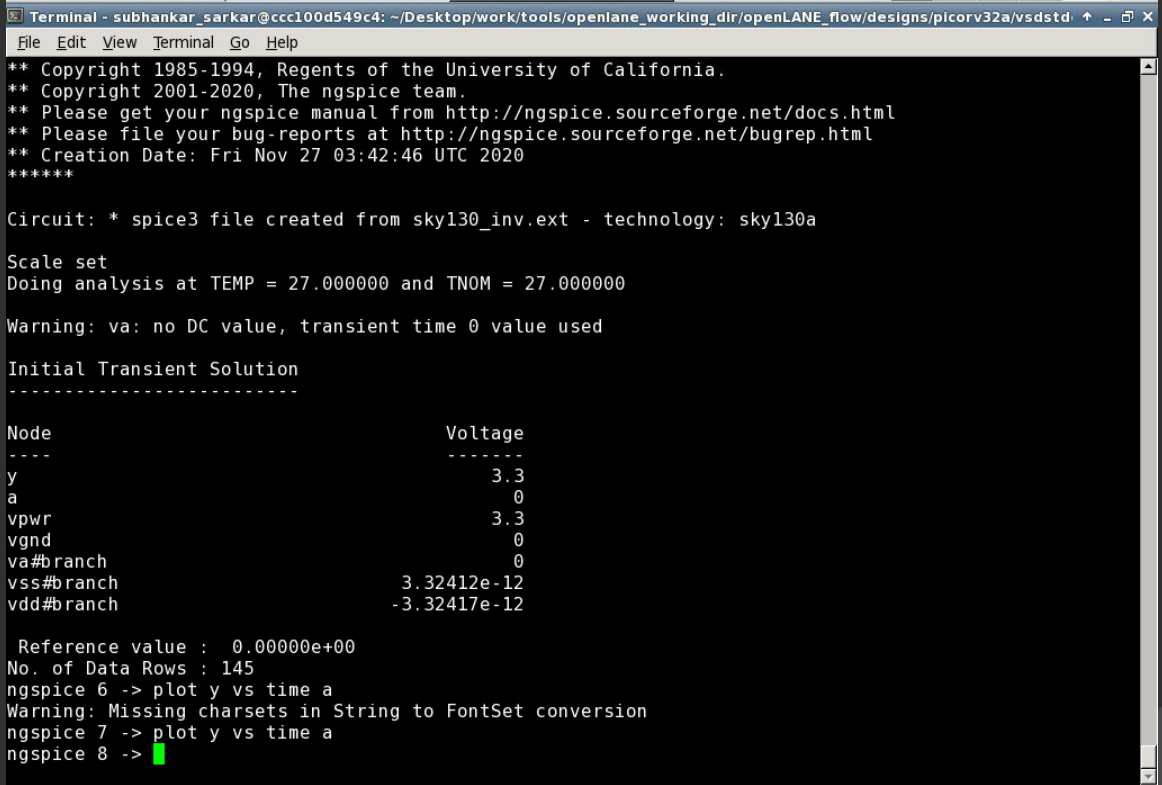 Terminal - subhankar_sarkar@ccc100d549c4: ~/Desktop/work/tools/openlane_working_dir/openLANE_flow/designs/picorv32a/vsdstd
File Edit View Terminal Go Help
** Copyright 1985-1994, Regents of the University of California.
** Copyright 2001-2020, The ngspice team.
** Please get your ngspice manual from http://ngspice.sourceforge.net/docs.html
** Please file your bug-reports at http://ngspice.sourceforge.net/bugrep.html
** Creation Date: Fri Nov 27 03:42:46 UTC 2020
******
Circuit: * spice3 file created from sky130_inv.ext - technology: sky130a
Scale set
Doing analysis at TEMP = 27.000000 and TNOM = 27.000000
Warning: va: no DC value, transient time 0 value used
Initial Transient Solution
--------------------------
Node Voltage
---- -------
y 3.3
a 0
vpwr 3.3
vgnd 0
va#branch 0
vss#branch 3.32412e-12
vdd#branch -3.32417e-12
Reference value : 0.00000e+00
No. of Data Rows : 145
ngspice 6 -> plot y vs time a
Warning: Missing charsets in String to FontSet conversion
ngspice 7 -> plot y vs time a
ngspice 8 ->